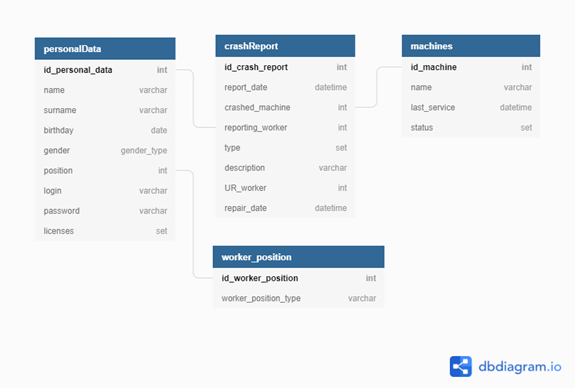 personalData
id_personal_data int
name varchar
surname varchar
birthday date
gender gender_type
position int
login varchar
password varchar
licenses set
crashReport
id_crash_report int
report_date datetime
crashed_machine int
reporting_worker int
type set
description varchar
UR_worker int
repair_date datetime
machines
id_machine int
name varchar
last_service datetime
status set
worker_position
id_worker_position int
worker_position_type varchar
dbdiagram.io